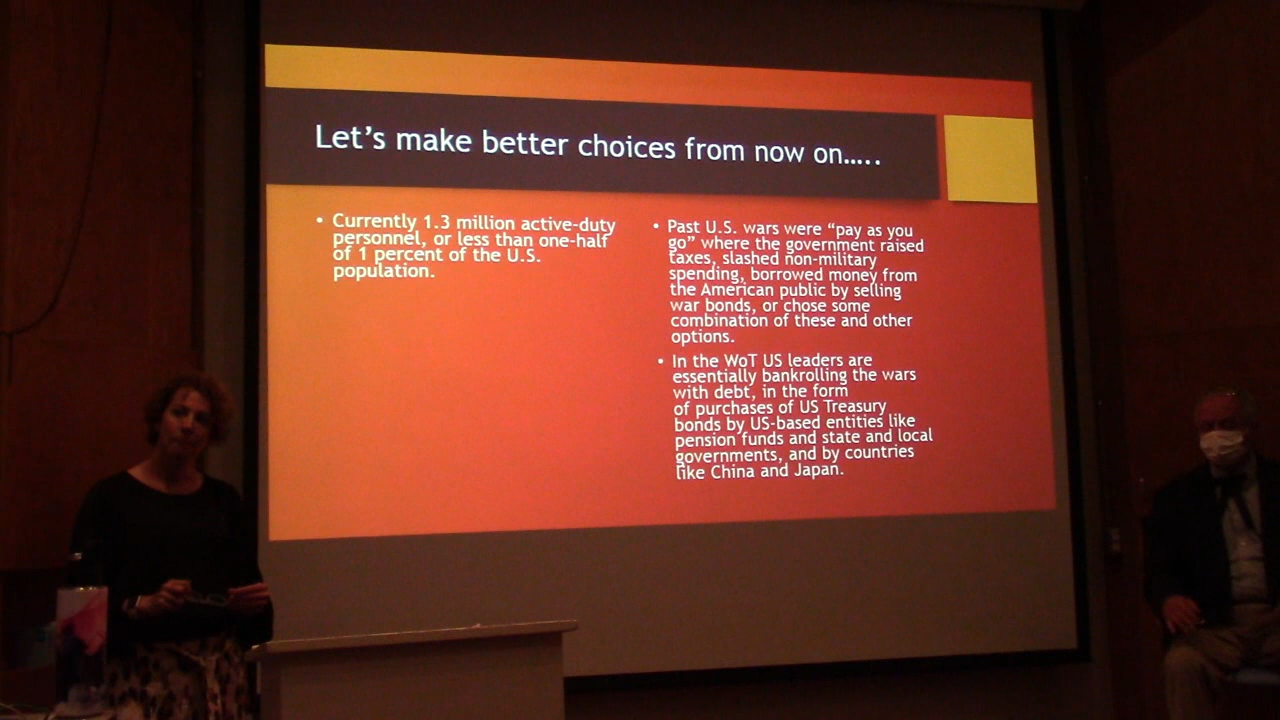 Let's make better choices from now on…..
• Currently 1.3 million active-duty
personnel, or less than one-half
of 1 percent of the U.S.
population.
• Past U.S. wars were “pay as you
go” where the government raised
taxes, slashed non-military
spending, borrowed money from
the American public by selling
war bonds, or chose some
combination of these and other
options.
• In the WoT US leaders are
essentially bankrolling the wars
with debt, in the form
of purchases of US Treasury
bonds by US-based entities like
pension funds and state and local
governments, and by countries
like China and Japan.